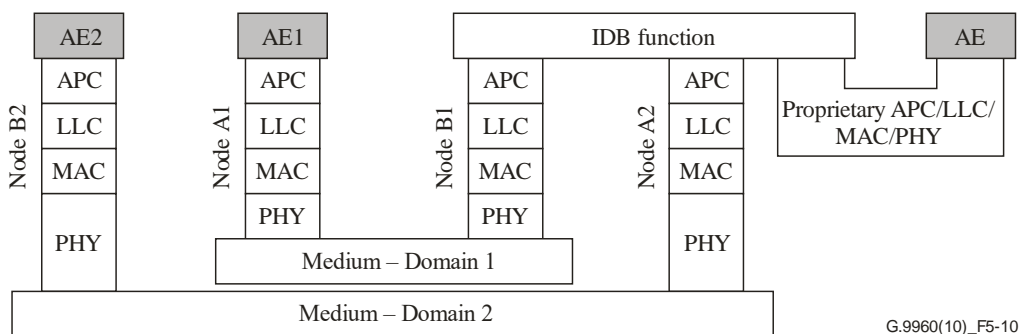 AE2
AE1
IDB function
AE
APC
APC
APC
APC
Proprietary APC/LLC/
MAC/PHY
Node B2
Node A1
Node B1
Node A2
LLC
LLC
LLC
LLC
MAC
MAC
MAC
MAC
PHY
PHY
PHY
PHY
Medium – Domain 1
Medium – Domain 2
G.9960(10)_F5-10